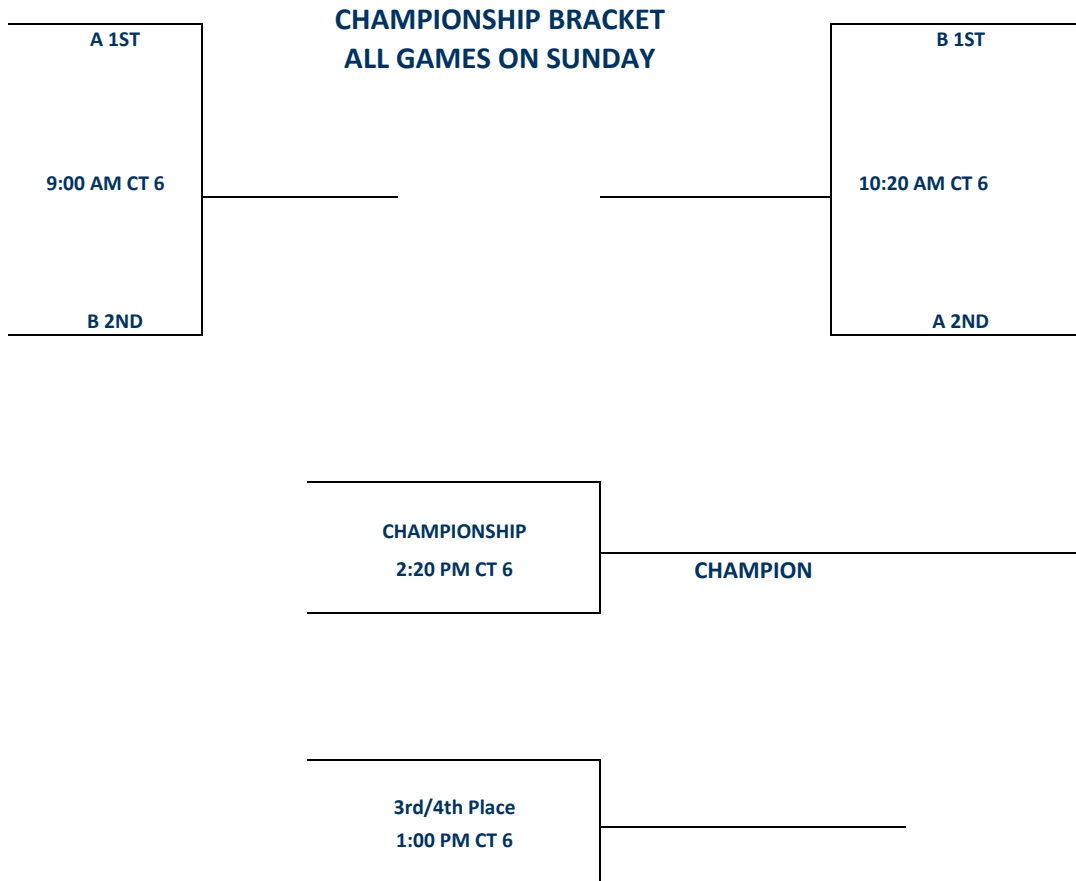 CHAMPIONSHIP BRACKET
ALL GAMES ON SUNDAY
A 1ST
B 1ST
9:00 AM CT 6
10:20 AM CT 6
B 2ND
A 2ND
CHAMPIONSHIP
2:20 PM CT 6
CHAMPION
3rd/4th Place
1:00 PM CT 6